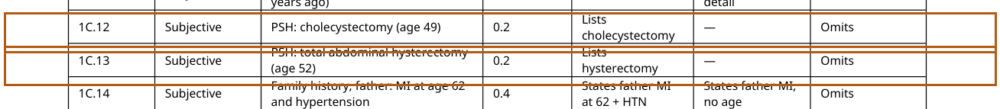 years ago) detail
1C.12 Subjective PSH: cholecystectomy (age 49) 0.2 Lists cholecystectomy — Omits
1C.13 Subjective PSH: total abdominal hysterectomy (age 52) 0.2 Lists hysterectomy — Omits
1C.14 Subjective Family history, father: MI at age 62 and hypertension 0.4 States father MI at 62 + HTN States father MI, no age Omits